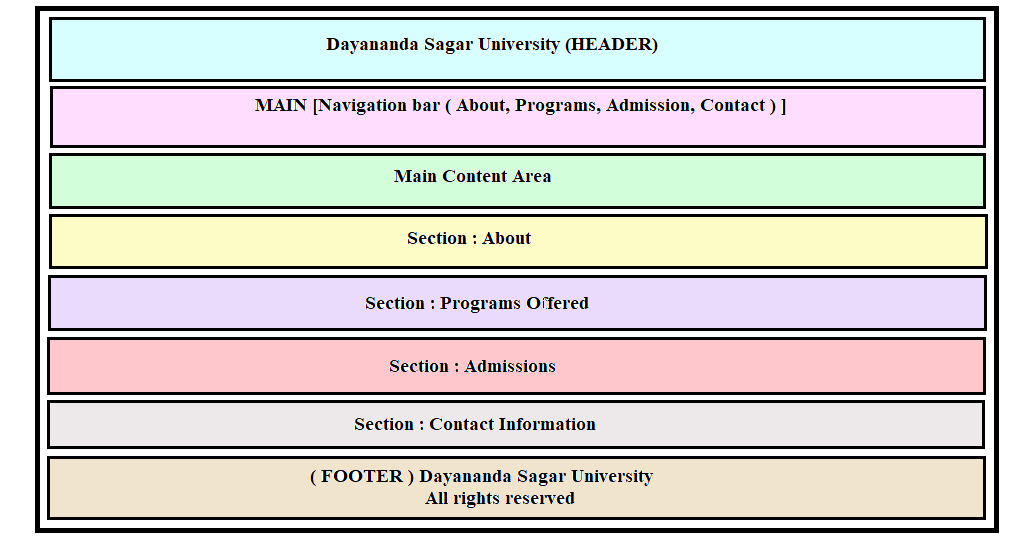 Dayananda Sagar University (HEADER)
MAIN [Navigation bar ( About, Programs, Admission, Contact ) ]
Main Content Area
Section : About
Section : Programs Offered
Section : Admissions
Section : Contact Information
( FOOTER ) Dayananda Sagar University
All rights reserved